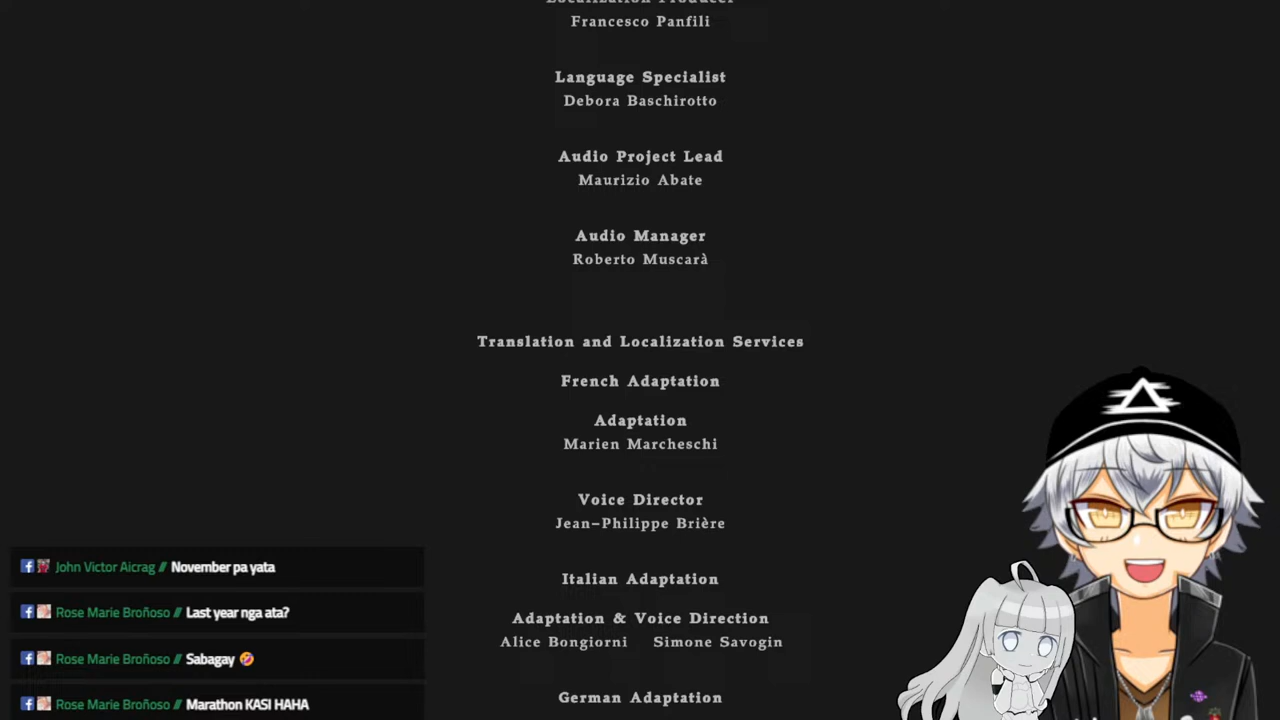 Localization Producer
Francesco Panfili
Language Specialist
Debora Baschirotto
Audio Project Lead
Maurizio Abate
Audio Manager
Roberto Muscarà
Translation and Localization Services
French Adaptation
Adaptation
Marien Marcheschi
Voice Director
Jean-Philippe Brière
Italian Adaptation
Adaptation & Voice Direction
Alice Bongiorni Simone Savogin
German Adaptation
John Victor Aicrag // November pa yata
Rose Marie Broñoso // Last year nga ata?
Rose Marie Broñoso // Sabagay 🤣
Rose Marie Broñoso // Marathon KASI HAHA